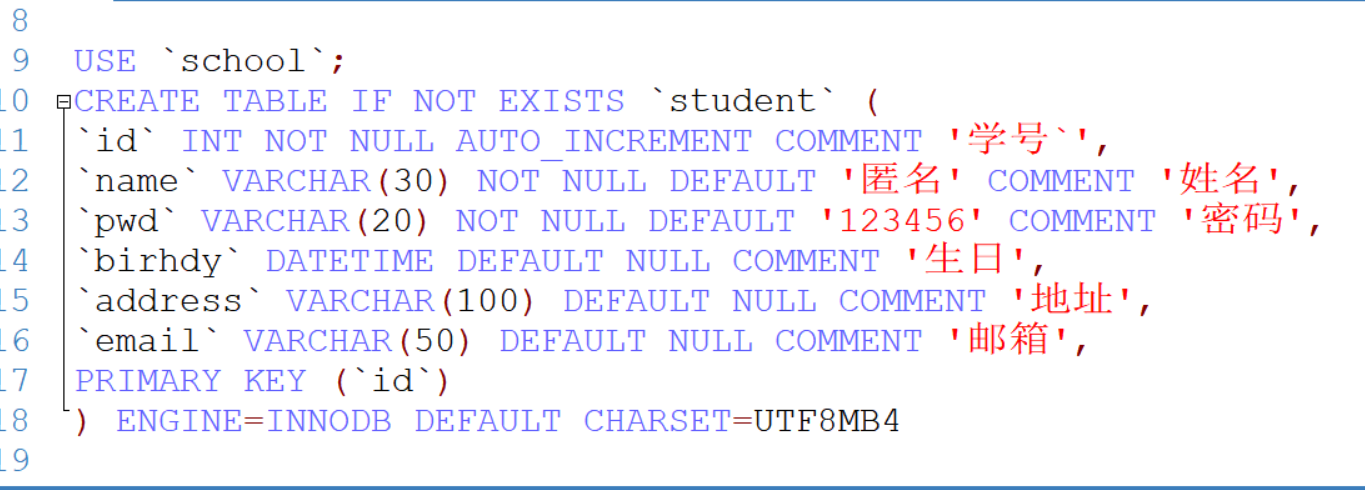 8
9 USE `school`;
10 CREATE TABLE IF NOT EXISTS `student` (
11 `id` INT NOT NULL AUTO_INCREMENT COMMENT '学号`',
12 `name` VARCHAR(30) NOT NULL DEFAULT '匿名' COMMENT '姓名',
13 `pwd` VARCHAR(20) NOT NULL DEFAULT '123456' COMMENT '密码',
14 `birhdy` DATETIME DEFAULT NULL COMMENT '生日',
15 `address` VARCHAR(100) DEFAULT NULL COMMENT '地址',
16 `email` VARCHAR(50) DEFAULT NULL COMMENT '邮箱',
17 PRIMARY KEY (`id`)
18 ) ENGINE=INNODB DEFAULT CHARSET=UTF8MB4
19